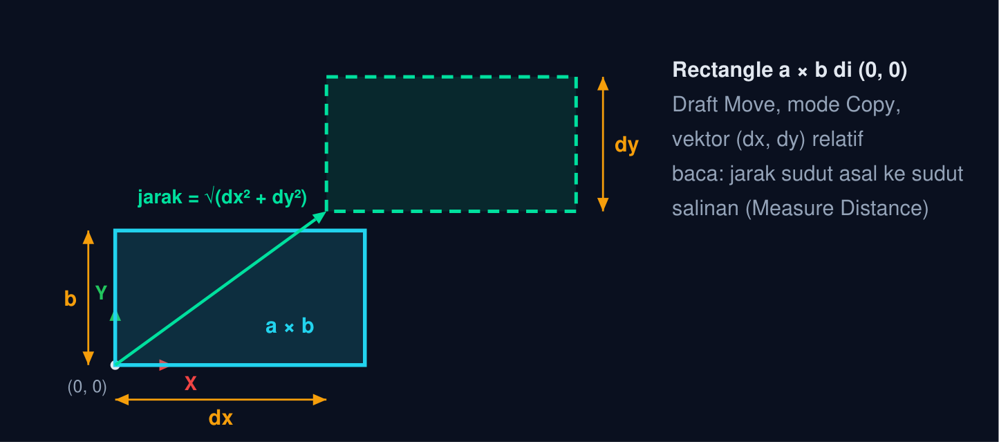 Rectangle a × b di (0, 0)
Draft Move, mode Copy,
vektor (dx, dy) relatif
baca: jarak sudut asal ke sudut
salinan (Measure Distance)
dy
jarak = √(dx² + dy²)
b
Y
a × b
(0, 0)
X
dx